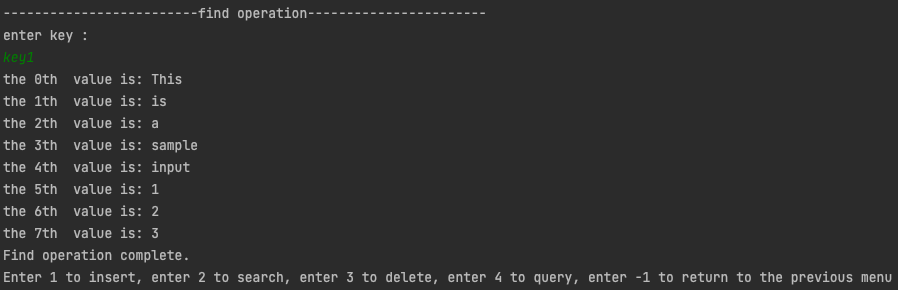 -------------------------find operation-----------------------
enter key :
key1
the 0th  value is: This
the 1th  value is: is
the 2th  value is: a
the 3th  value is: sample
the 4th  value is: input
the 5th  value is: 1
the 6th  value is: 2
the 7th  value is: 3
Find operation complete.
Enter 1 to insert, enter 2 to search, enter 3 to delete, enter 4 to query, enter -1 to return to the previous menu